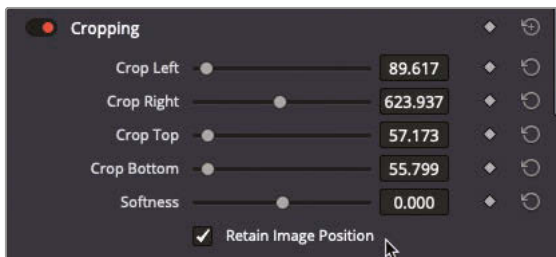 Cropping
Crop Left 89.617
Crop Right 623.937
Crop Top 57.173
Crop Bottom 55.799
Softness 0.000
Retain Image Position